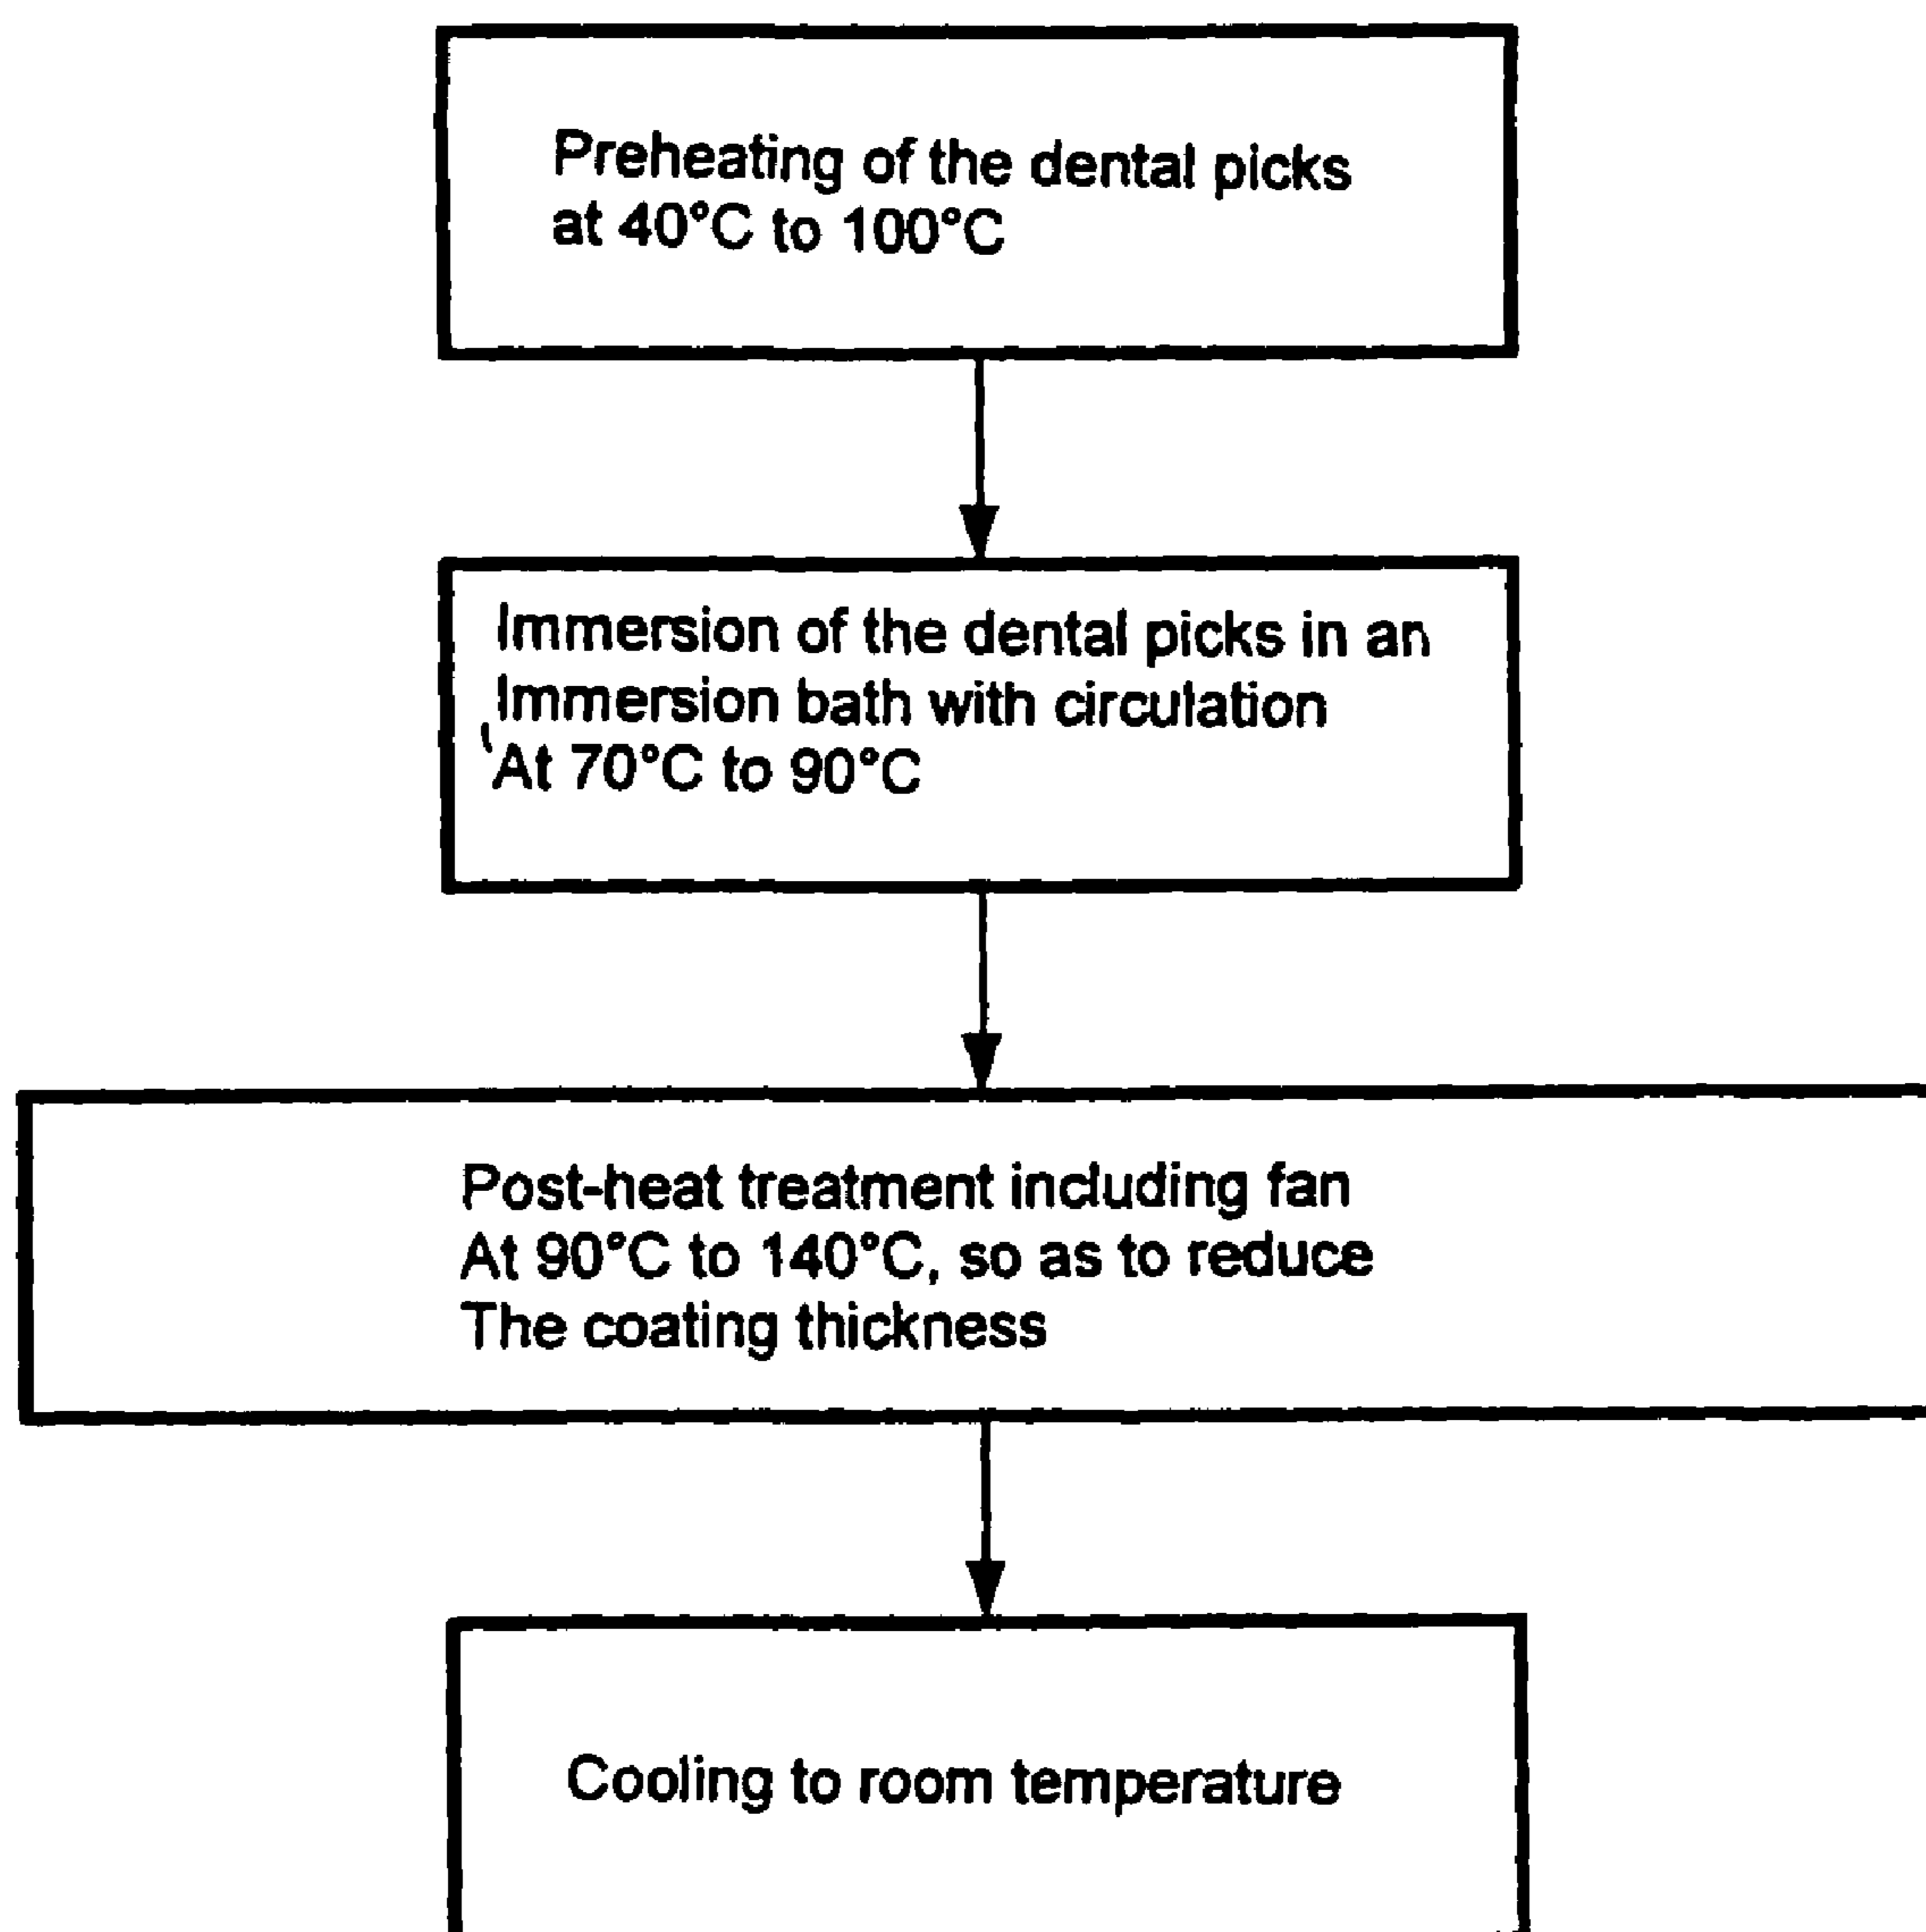 Preheating of the dental picks
at 40°C to 100°C
Immersion of the dental picks in an
Immersion bath with circulation
At 70°C to 90°C
Post-heat treatment including fan
At 90°C to 140°C, so as to reduce
The coating thickness
Cooling to room temperature